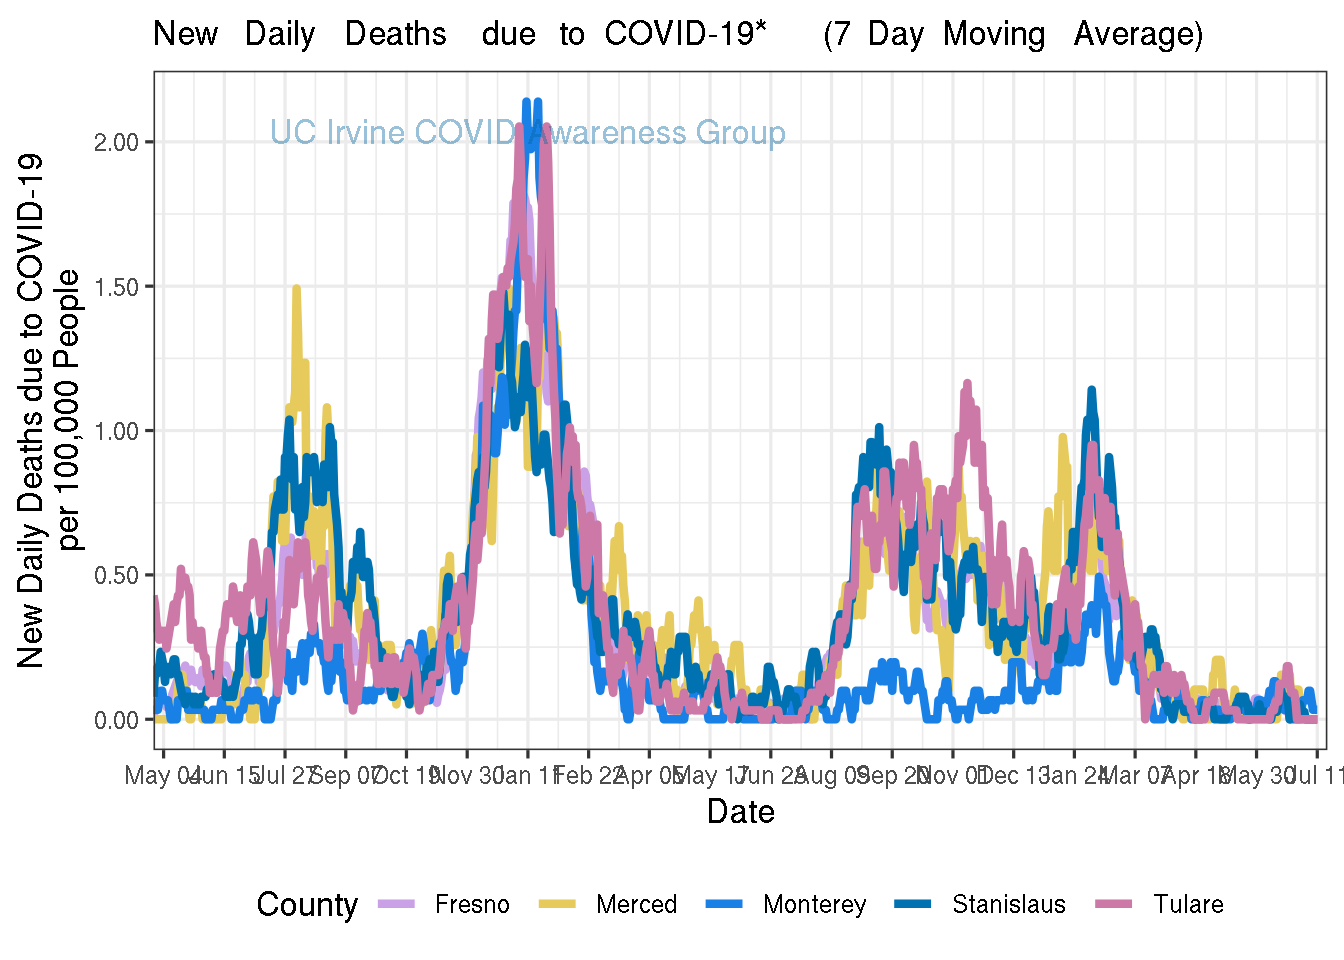 New Daily Deaths due to COVID-19* (7 Day Moving Average)
UC Irvine COVID Awareness Group
New Daily Deaths due to COVID-19
per 100,000 People
2.00
1.50
1.00
0.50
0.00
May 04 Jun 15 Jul 27 Sep 07 Oct 19 Nov 30 Jan 11 Feb 22 Apr 05 May 17 Jun 28 Aug 09 Sep 20 Nov 01 Dec 13 Jan 24 Mar 07 Apr 18 May 30 Jul 11
Date
County Fresno Merced Monterey Stanislaus Tulare